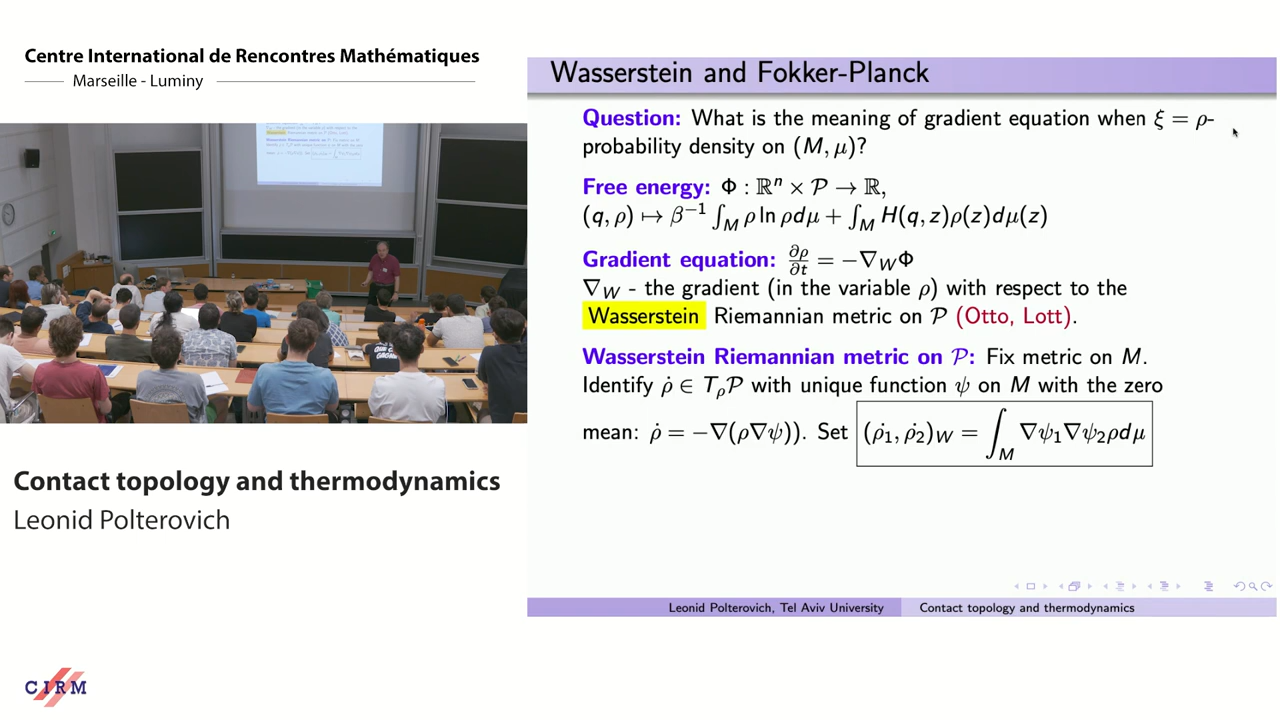 Centre International de Rencontres Mathématiques
Marseille - Luminy
Wasserstein and Fokker-Planck
Question: What is the meaning of gradient equation when ξ = ρ-
probability density on (M, μ)?
Free energy: Φ : ℝⁿ × 𝒫 → ℝ,
(q, ρ) ↦ β⁻¹ ∫_M ρ ln ρdμ + ∫_M H(q, z)ρ(z)dμ(z)
Gradient equation: ∂ρ/∂t = −∇_WΦ
∇_W - the gradient (in the variable ρ) with respect to the
Wasserstein Riemannian metric on 𝒫 (Otto, Lott).
Wasserstein Riemannian metric on 𝒫: Fix metric on M.
Identify ρ̇ ∈ T_ρ𝒫 with unique function ψ on M with the zero
mean: ρ̇ = −∇(ρ∇ψ)). Set (ρ̇₁, ρ̇₂)_W = ∫_M ∇ψ₁∇ψ₂ρdμ
Contact topology and thermodynamics
Leonid Polterovich
Leonid Polterovich, Tel Aviv University
Contact topology and thermodynamics
CIRM